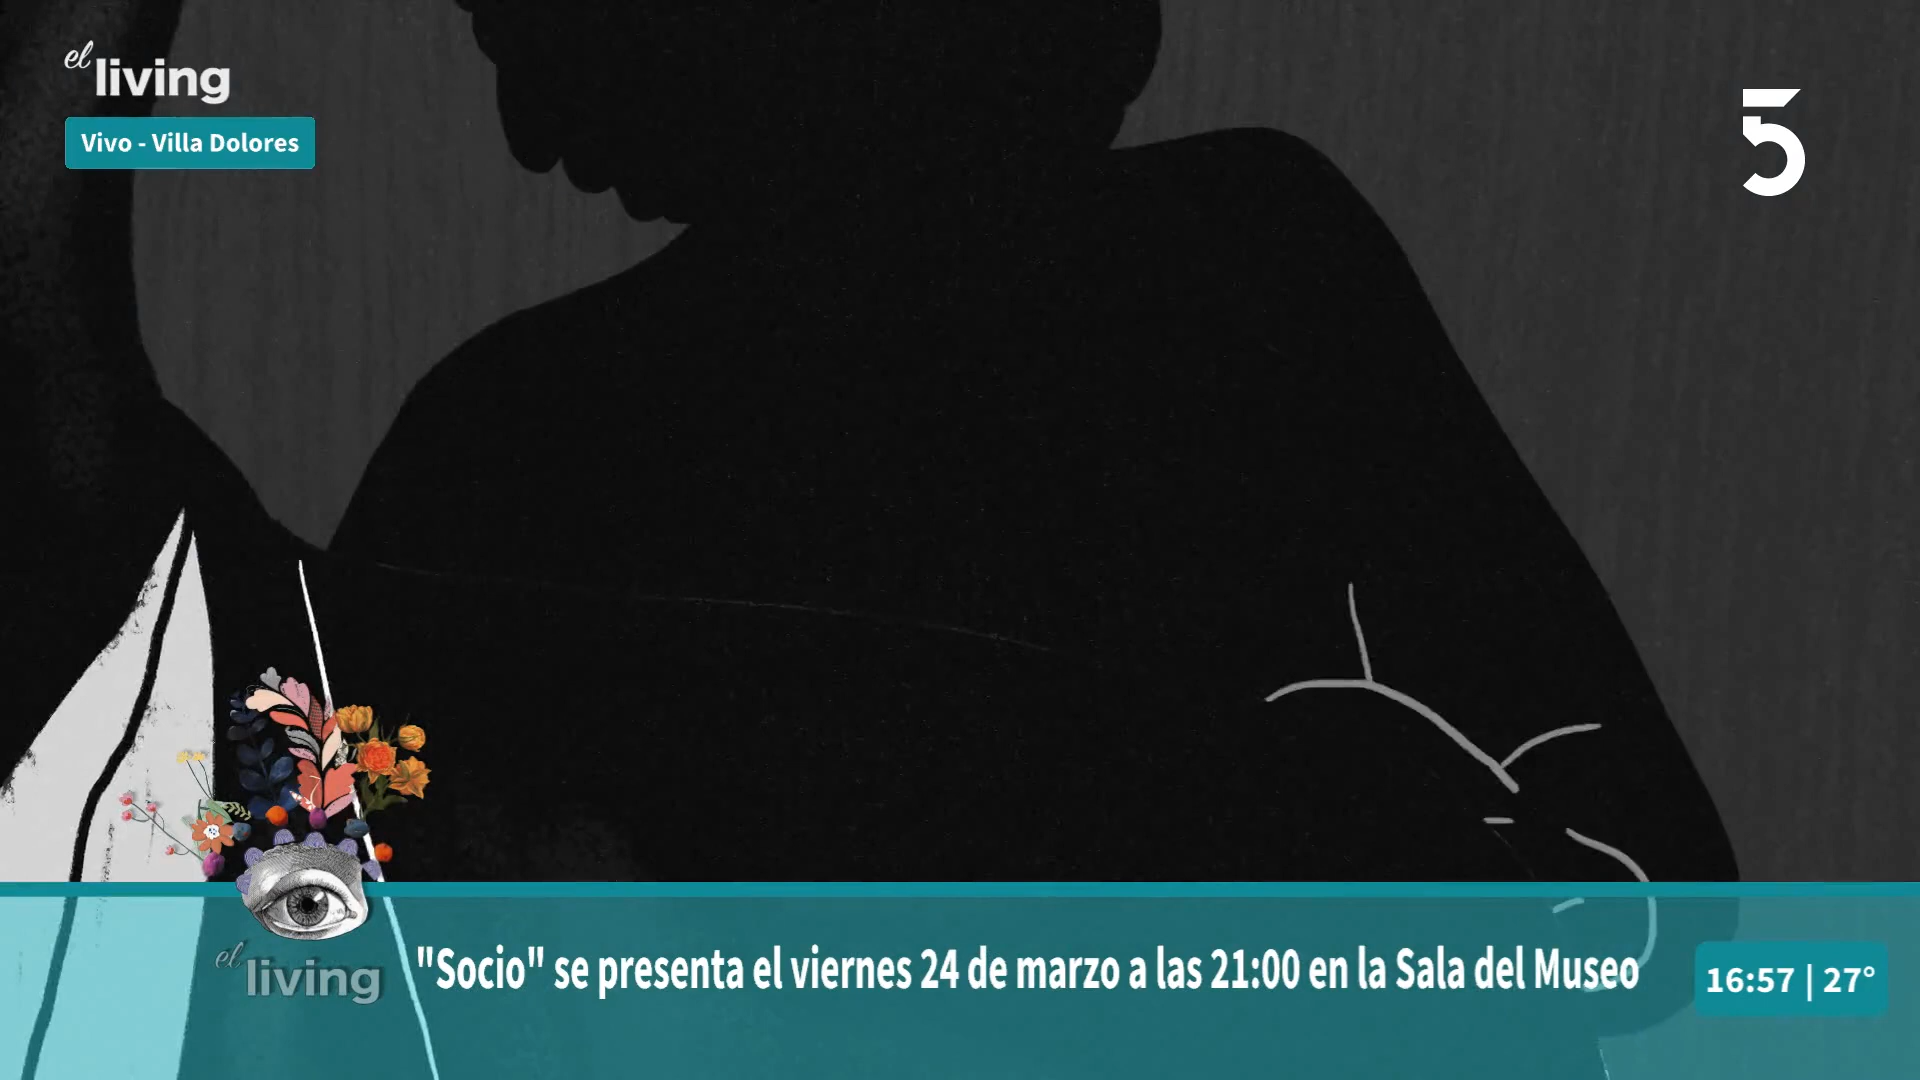 el
living
Vivo - Villa Dolores
5
el
living
"Socio" se presenta el viernes 24 de marzo a las 21:00 en la Sala del Museo
16:57 | 27°